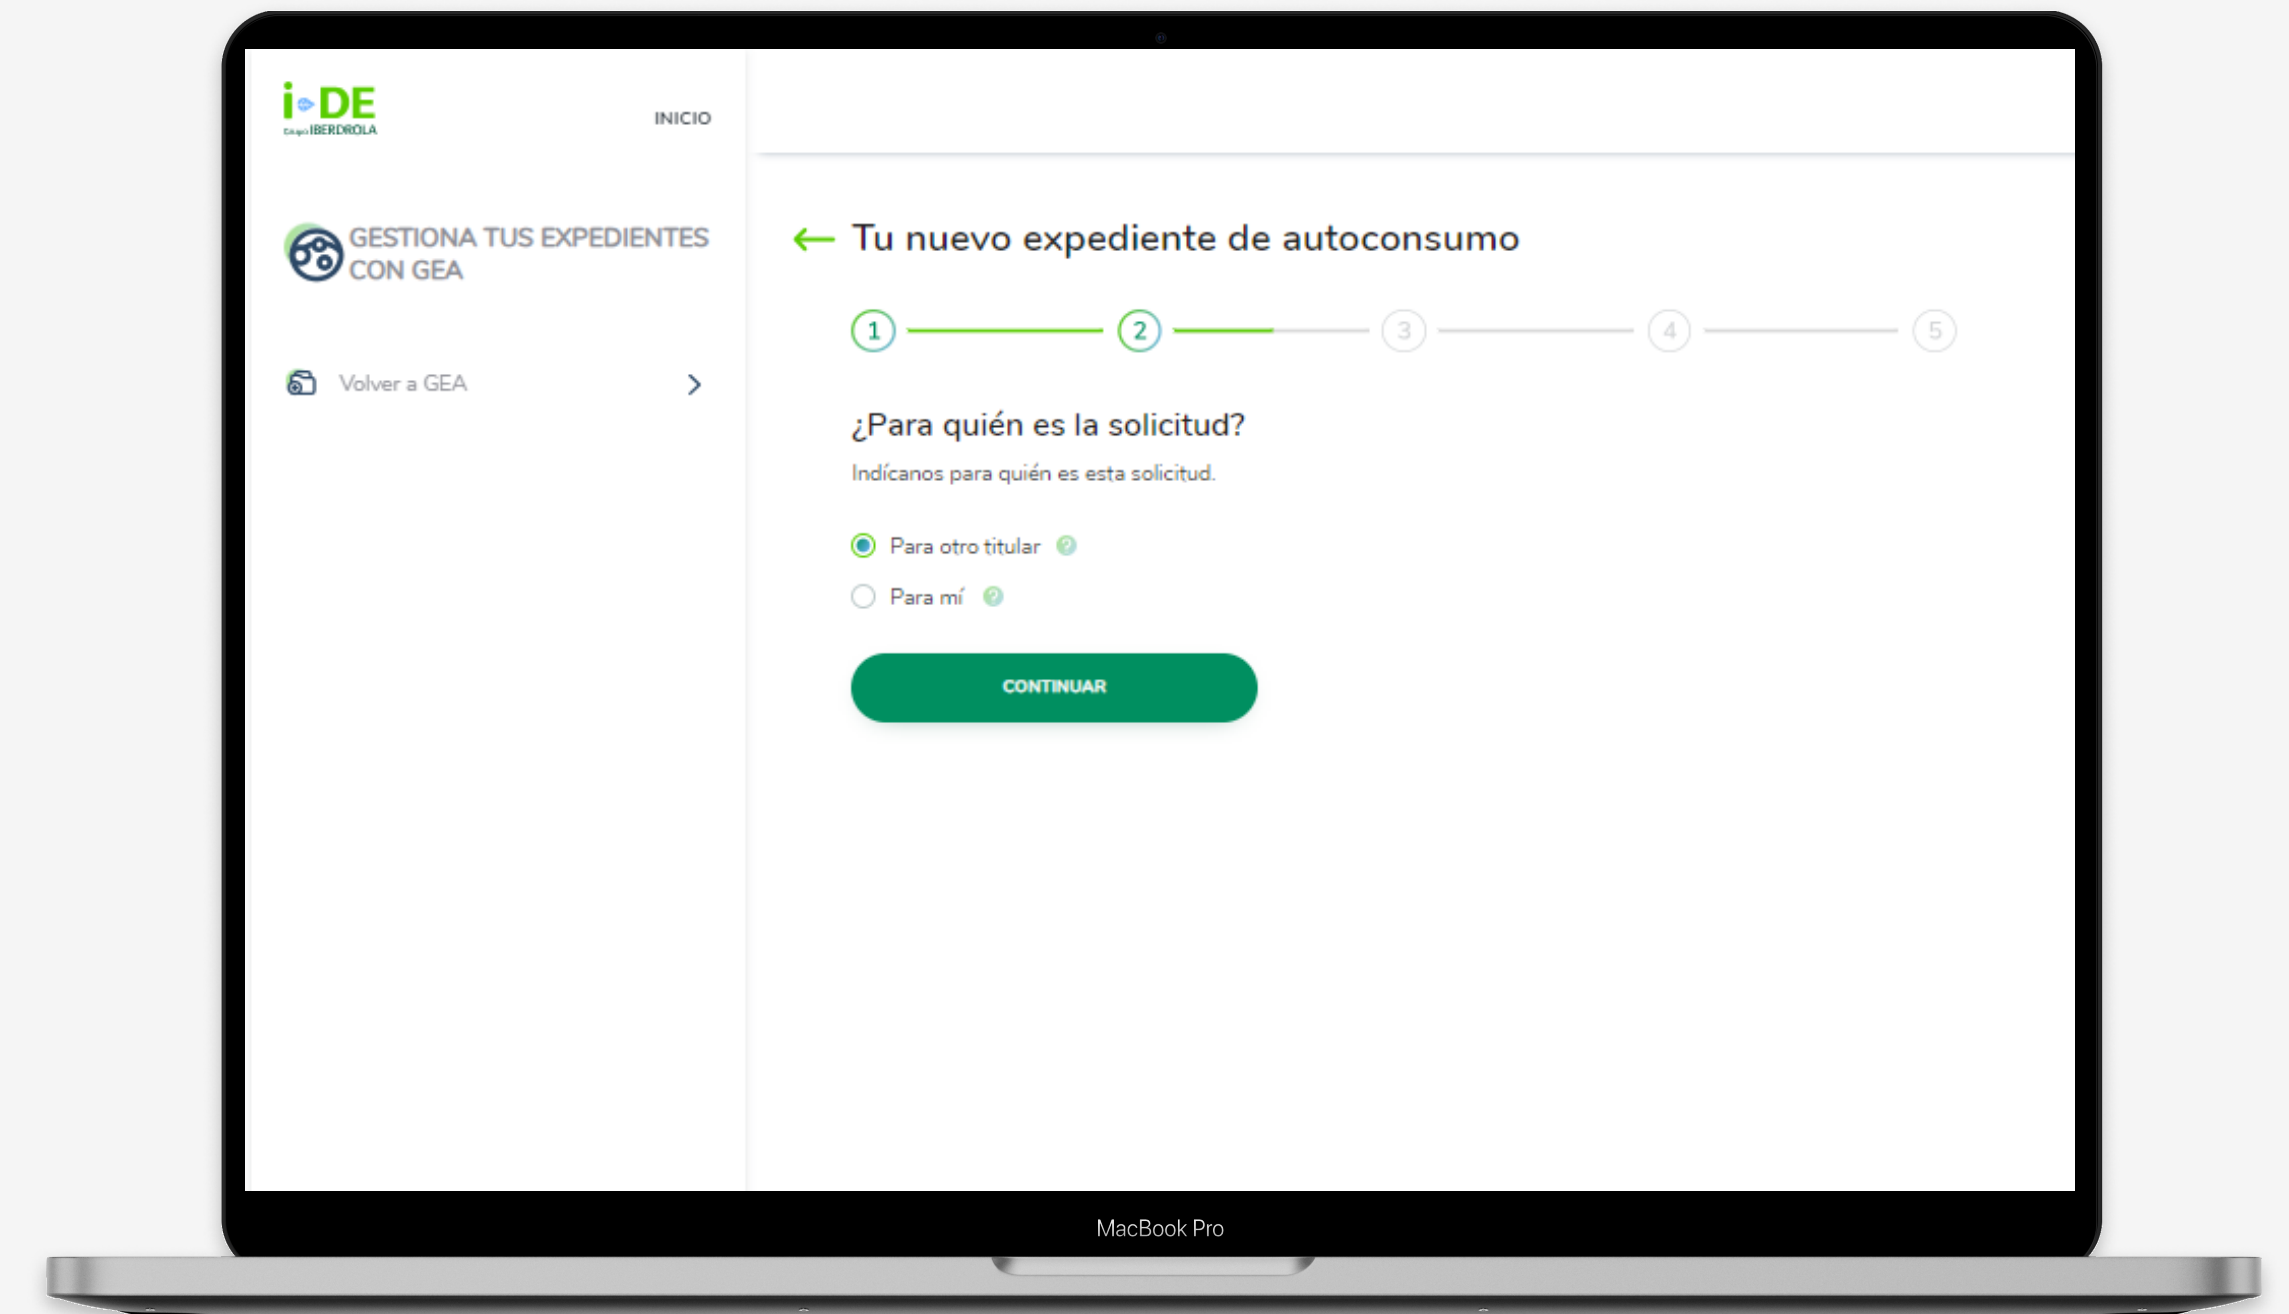 i DE
Grupo IBERDROLA
INICIO
GESTIONA TUS EXPEDIENTES
CON GEA
Volver a GEA
Tu nuevo expediente de autoconsumo
1 2 3 4 5
¿Para quién es la solicitud?
Indícanos para quién es esta solicitud.
Para otro titular ?
Para mí ?
CONTINUAR
MacBook Pro